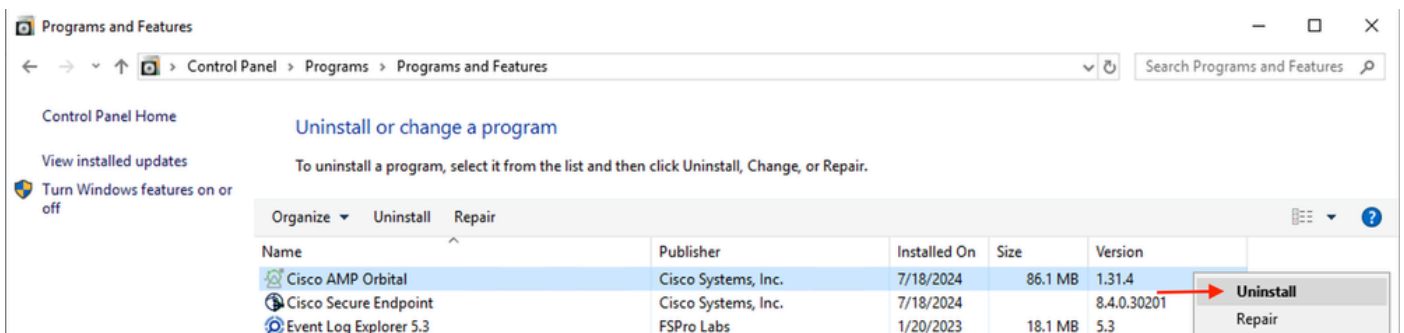 Programs and Features
Control Panel > Programs > Programs and Features
Search Programs and Features
Control Panel Home
View installed updates
Turn Windows features on or off
Uninstall or change a program
To uninstall a program, select it from the list and then click Uninstall, Change, or Repair.
Organize Uninstall Repair
Name Publisher Installed On Size Version
Cisco AMP Orbital Cisco Systems, Inc. 7/18/2024 86.1 MB 1.31.4
Cisco Secure Endpoint Cisco Systems, Inc. 7/18/2024 8.4.0.30201
Event Log Explorer 5.3 FSPro Labs 1/20/2023 18.1 MB 5.3
Uninstall
Repair